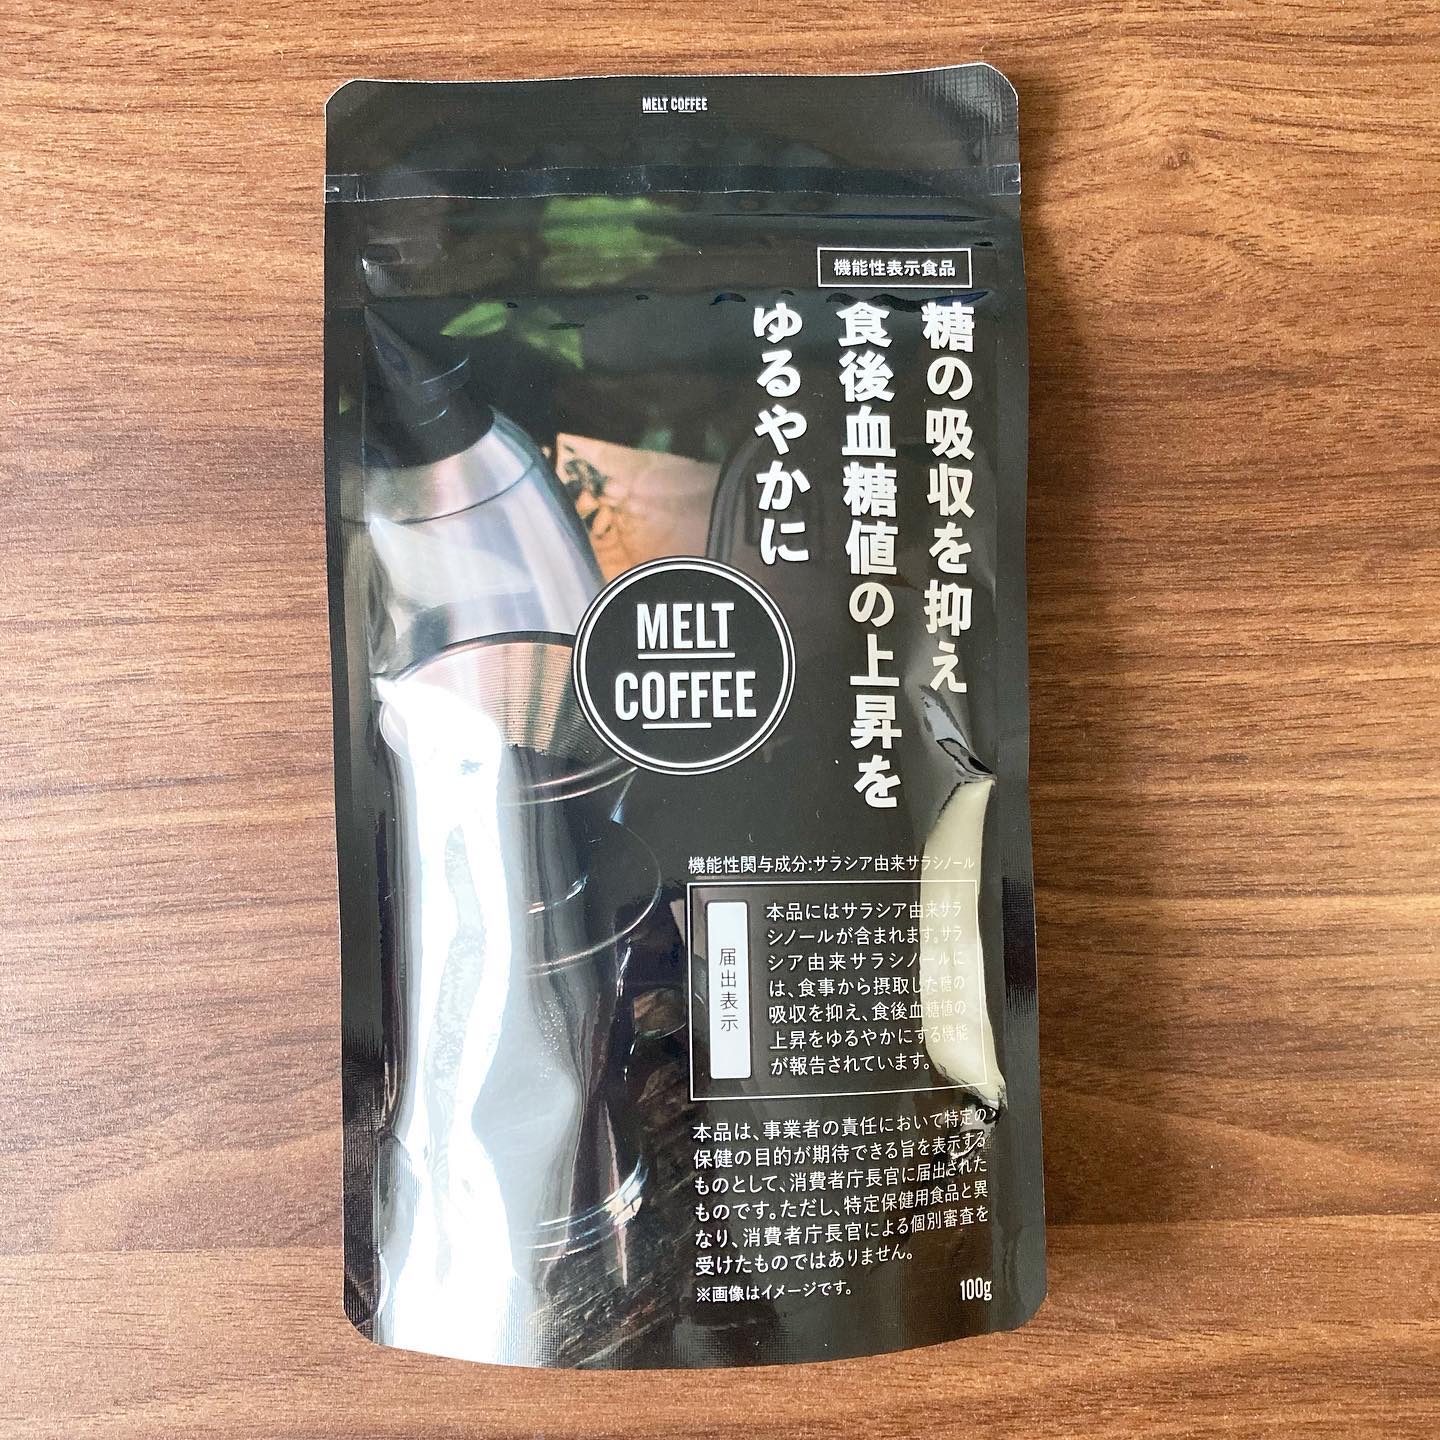 MELT COFFEE
機能性表示食品
糖の吸収を抑え
食後血糖値の上昇を
ゆるやかに
MELT
COFFEE
機能性関与成分:サラシア由来サラシノール
届出表示
本品にはサラシア由来サラ
シノールが含まれます。サラ
シア由来サラシノールに
は、食事から摂取した糖の
吸収を抑え、食後血糖値の
上昇をゆるやかにする機能
が報告されています。
本品は、事業者の責任において特定の
保健の目的が期待できる旨を表示する
ものとして、消費者庁長官に届出された
ものです。ただし、特定保健用食品と異
なり、消費者庁長官による個別審査を
受けたものではありません。
※画像はイメージです。
100g